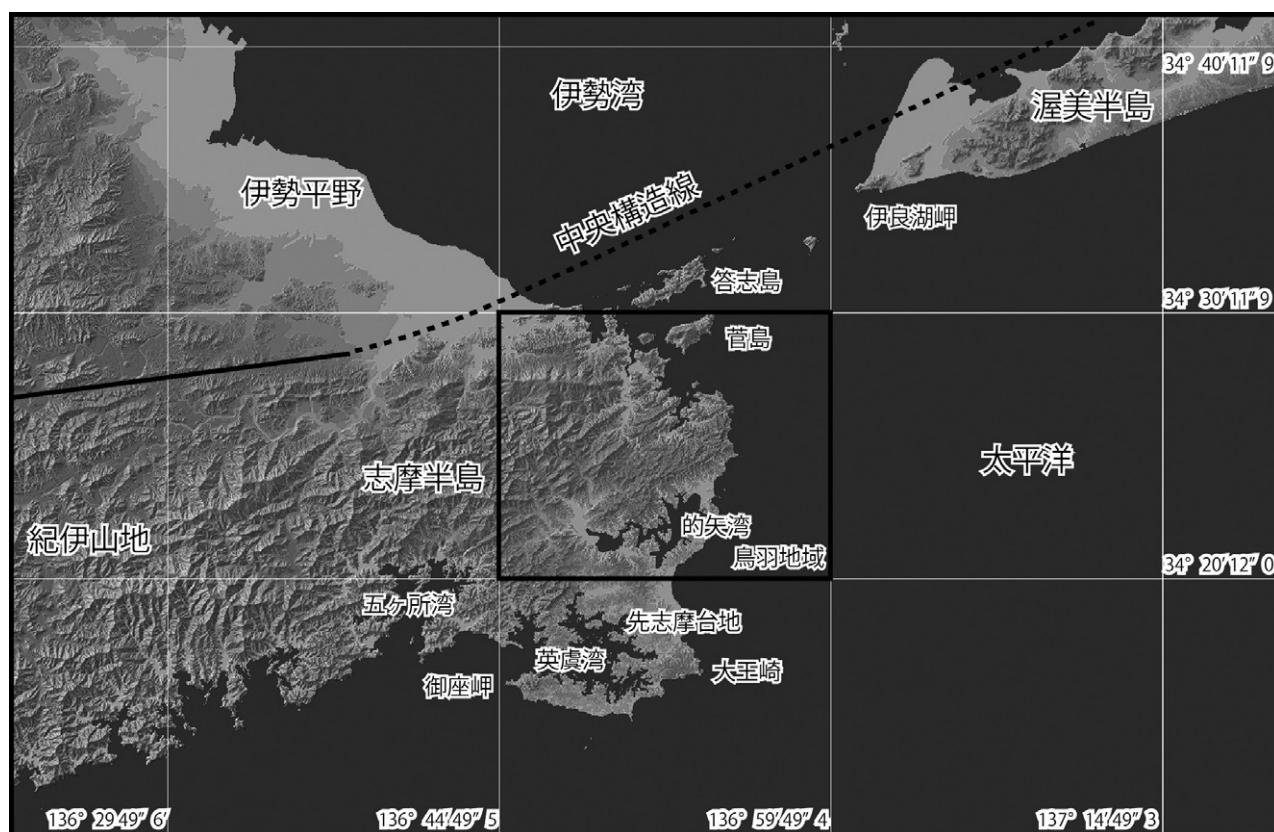 伊勢湾
34° 40′11″ 9
渥美半島
伊勢平野
中央構造線
伊良湖岬
答志島
34° 30′11″ 9
菅島
志摩半島
太平洋
紀伊山地
的矢湾
鳥羽地域
34° 20′12″ 0
五ヶ所湾
先志摩台地
英虞湾
大王崎
御座岬
136° 29′49″ 6
136° 44′49″ 5
136° 59′49″ 4
137° 14′49″ 3